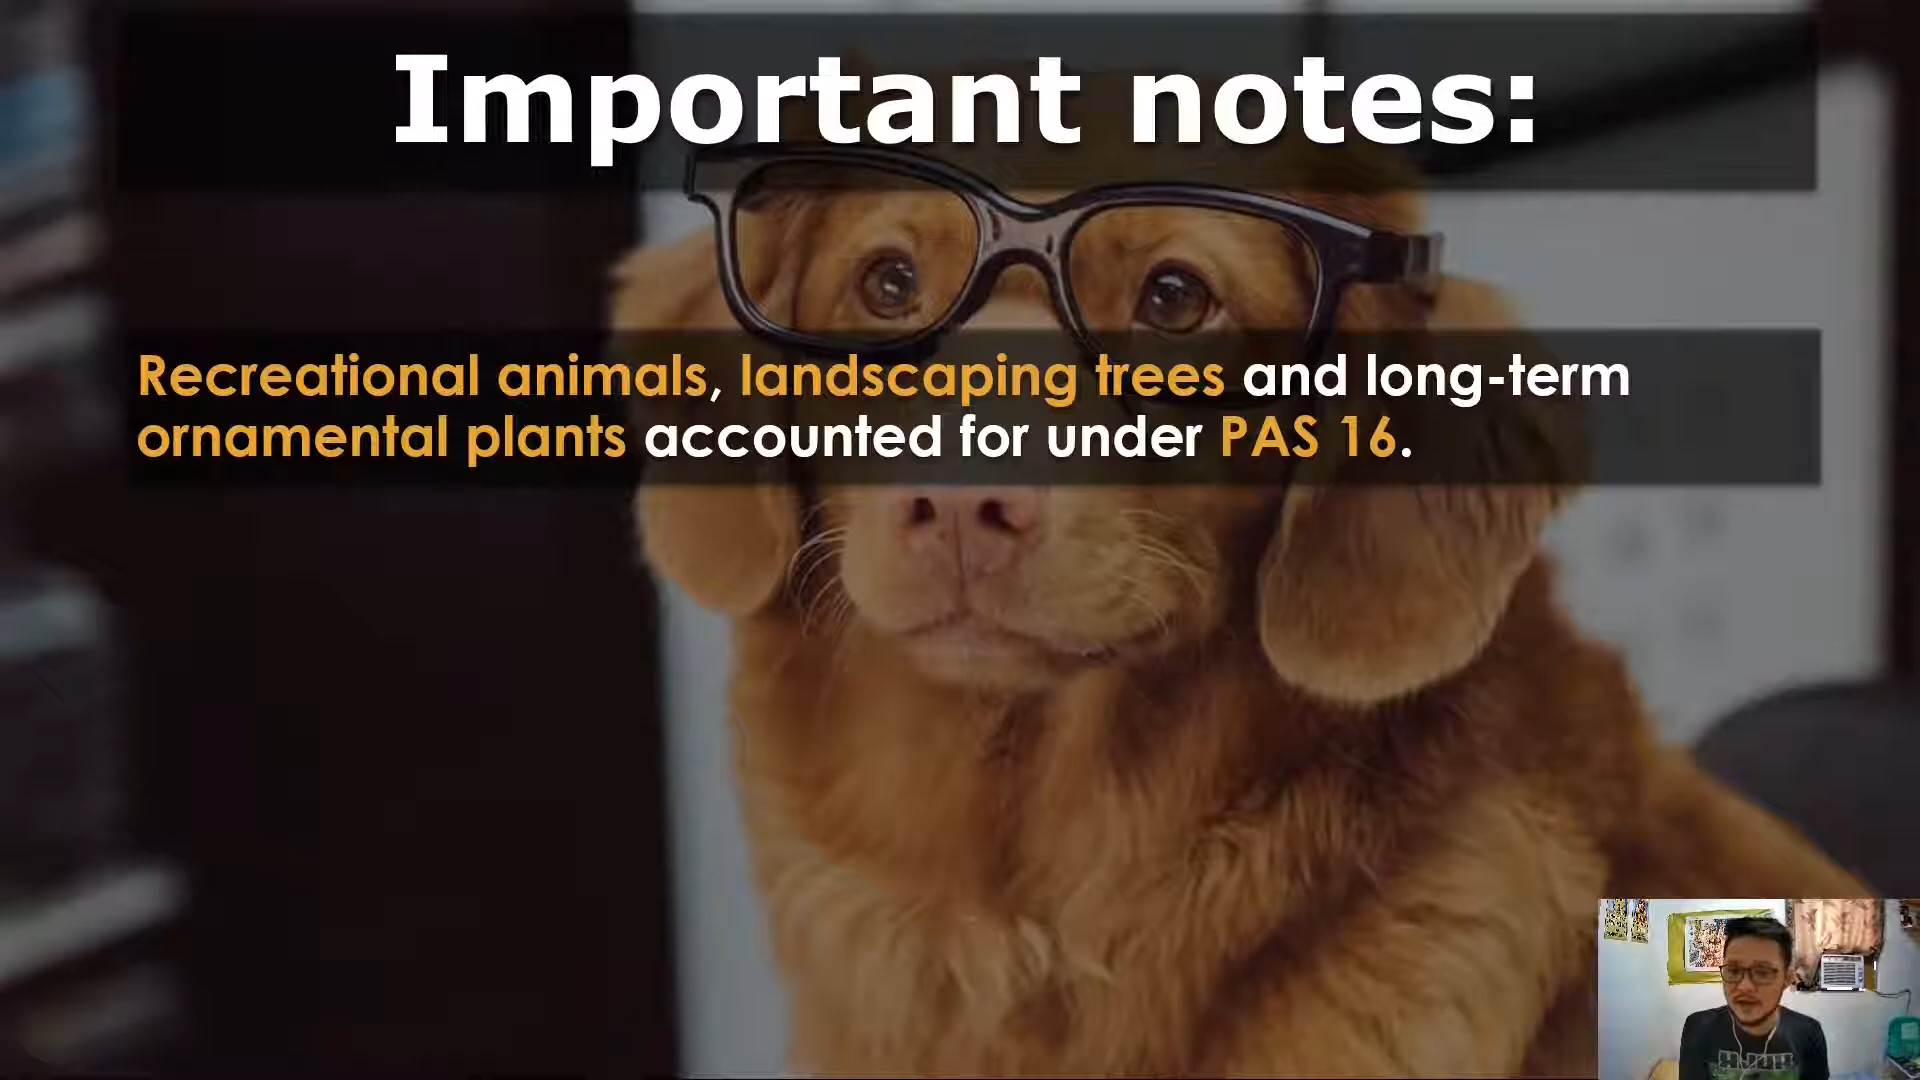 Important notes:
Recreational animals, landscaping trees and long-term
ornamental plants accounted for under PAS 16.